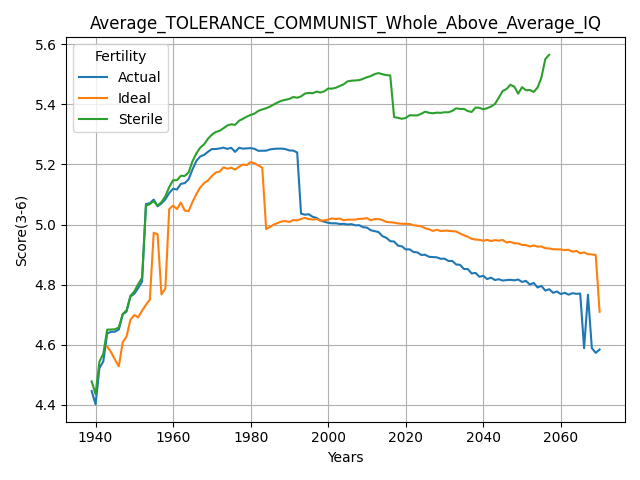 Average_TOLERANCE_COMMUNIST_Whole_Above_Average_IQ
5.6
5.4
5.2
5.0
4.8
4.6
4.4
Score(3-6)
Fertility
Actual
Ideal
Sterile
1940 1960 1980 2000 2020 2040 2060
Years